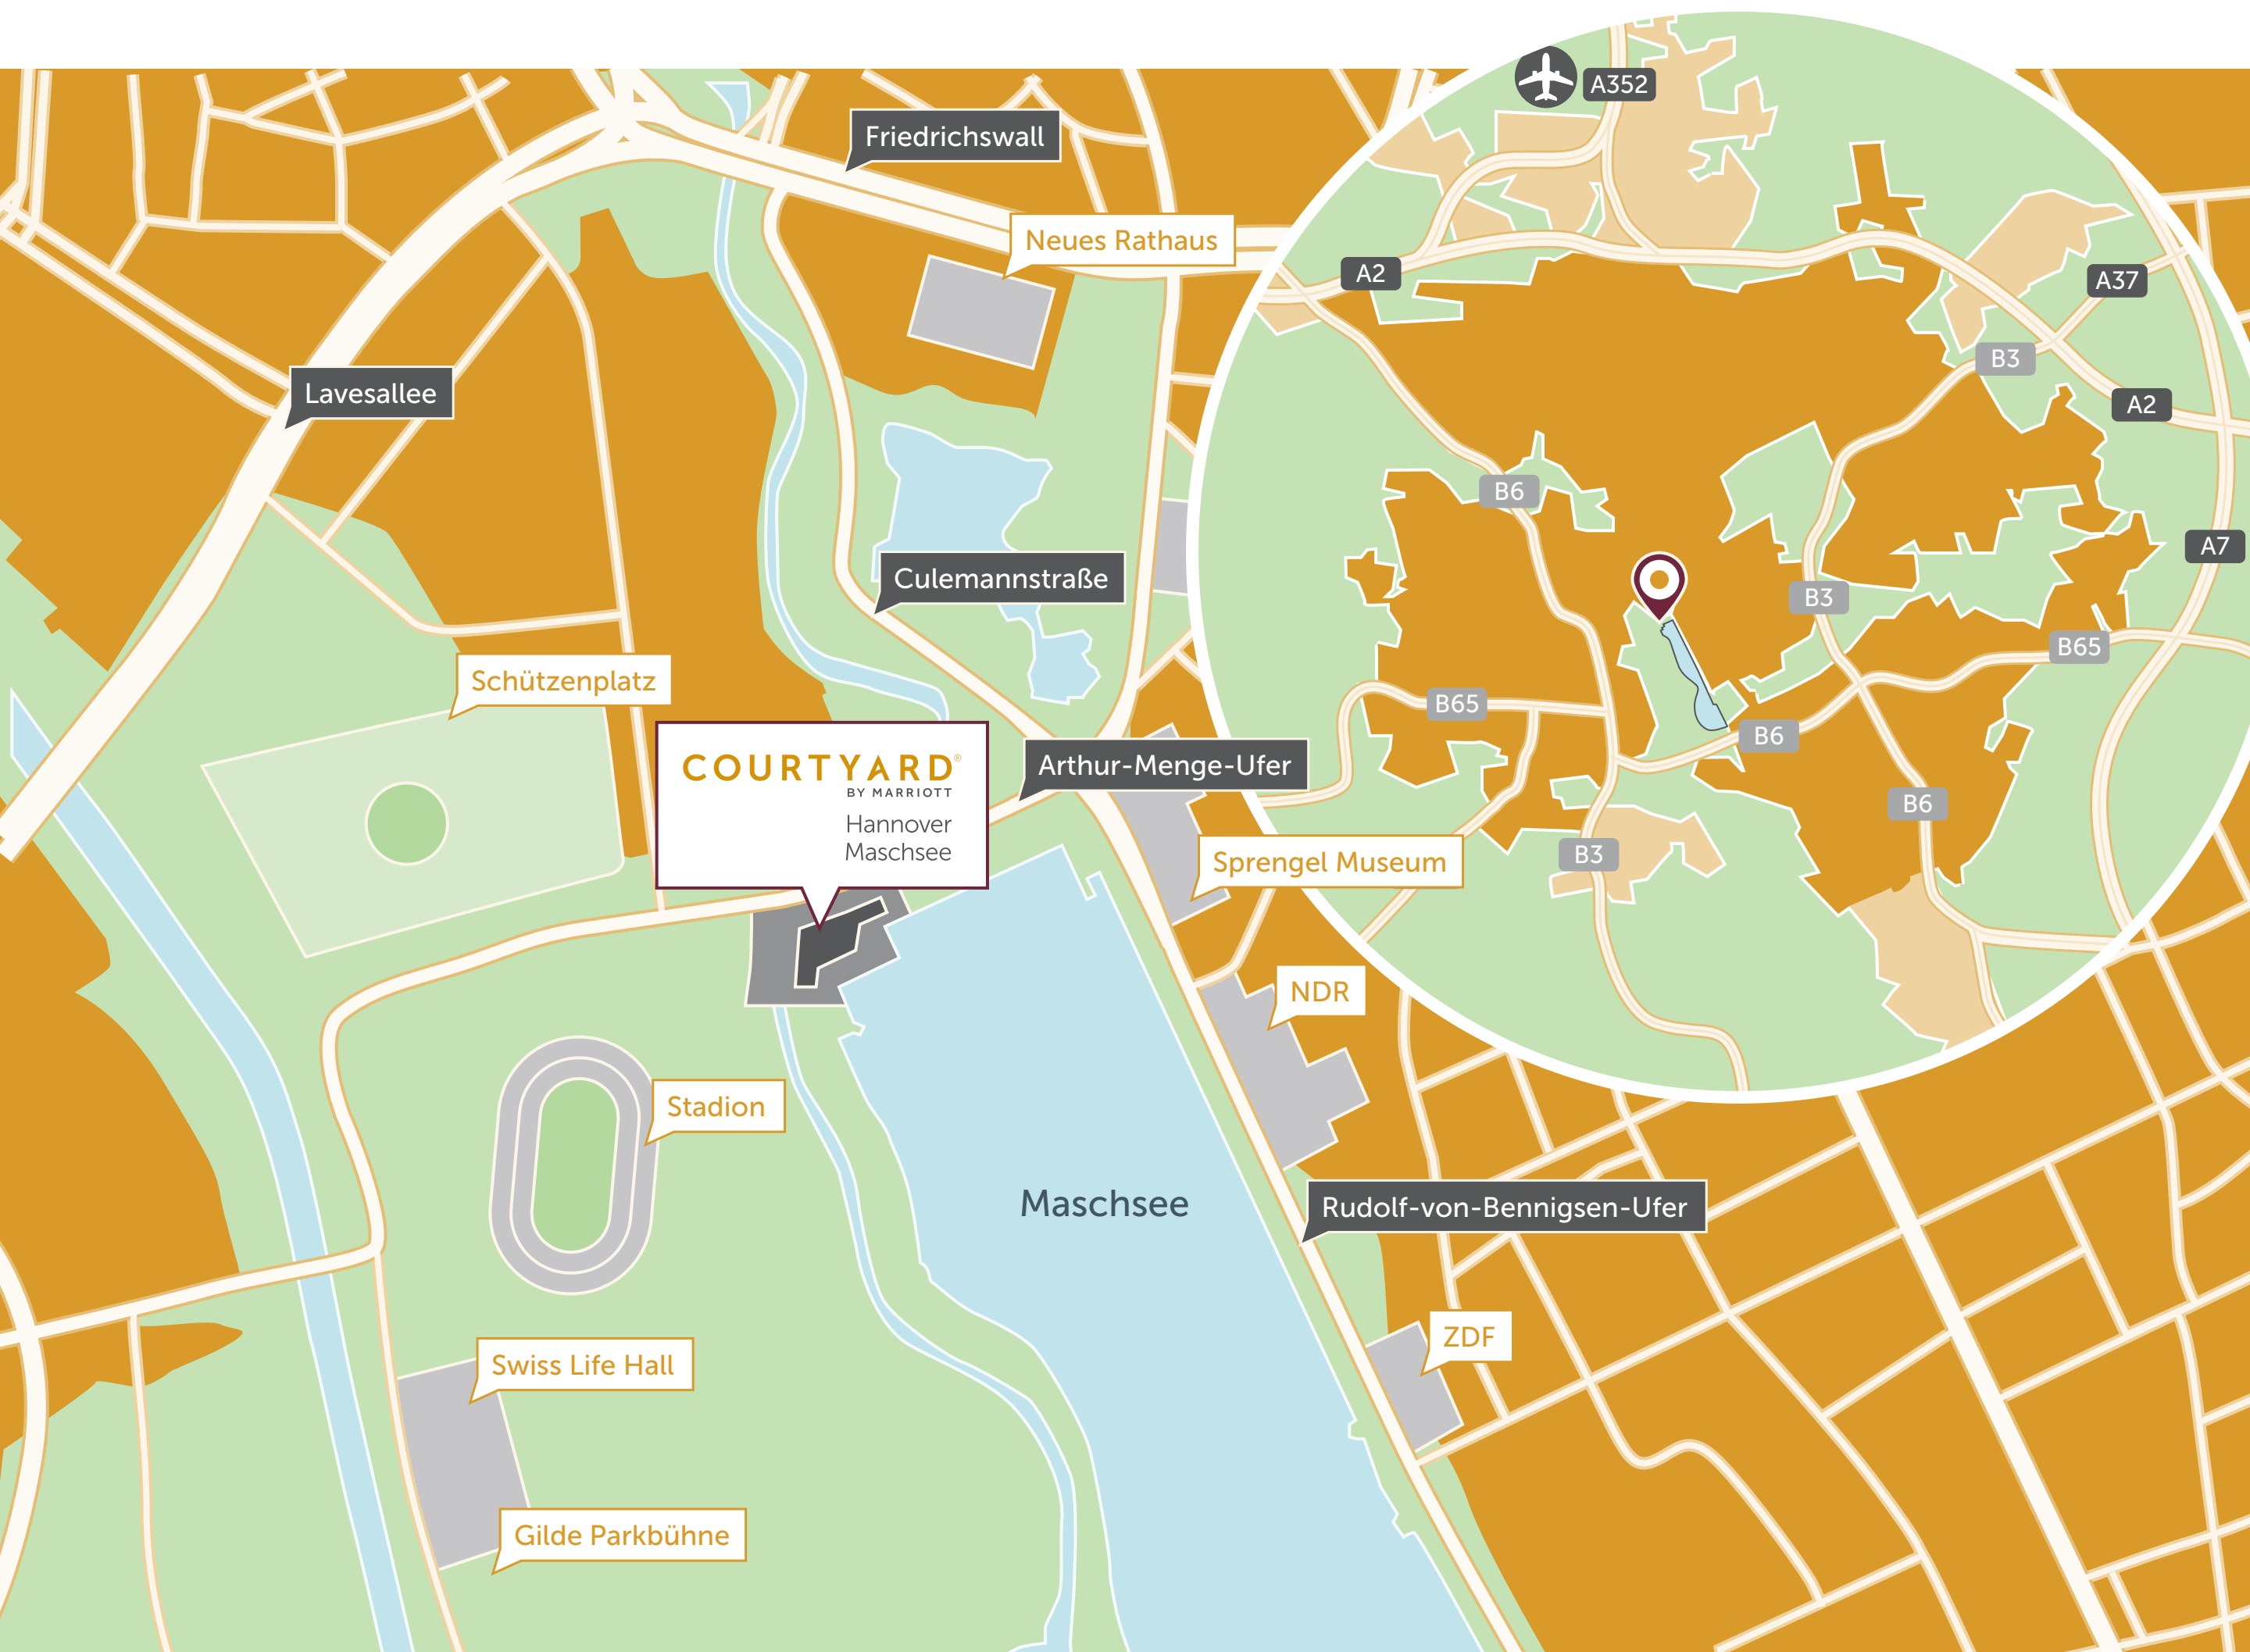 A352
Friedrichswall
Neues Rathaus
A2
A37
B3
Lavesallee
A2
B6
A7
Culemannstraße
B3
B65
Schützenplatz
B65
B6
COURTYARD®
BY MARRIOTT
Hannover
Maschsee
Arthur-Menge-Ufer
B6
B3
Sprengel Museum
NDR
Stadion
Maschsee
Rudolf-von-Bennigsen-Ufer
ZDF
Swiss Life Hall
Gilde Parkbühne